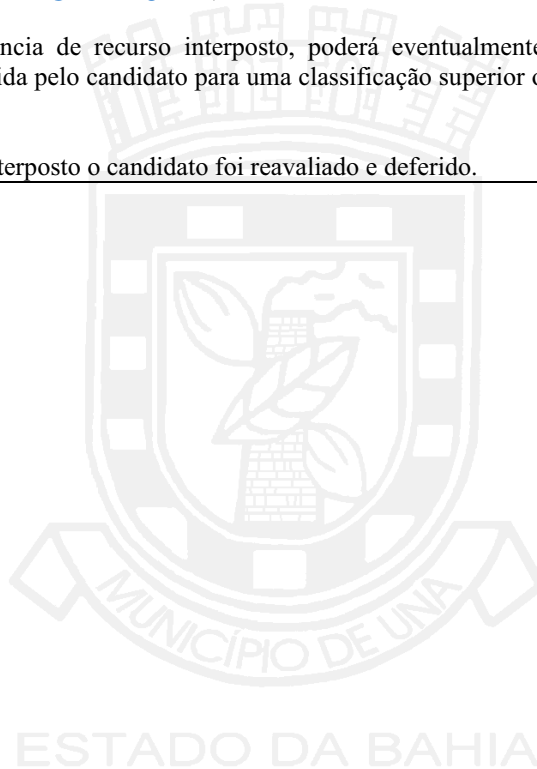 ncia de recurso interposto, poderá eventualmente
ida pelo candidato para uma classificação superior o
terposto o candidato foi reavaliado e deferido.
MUNICÍPIO DE UNA
ESTADO DA BAHIA